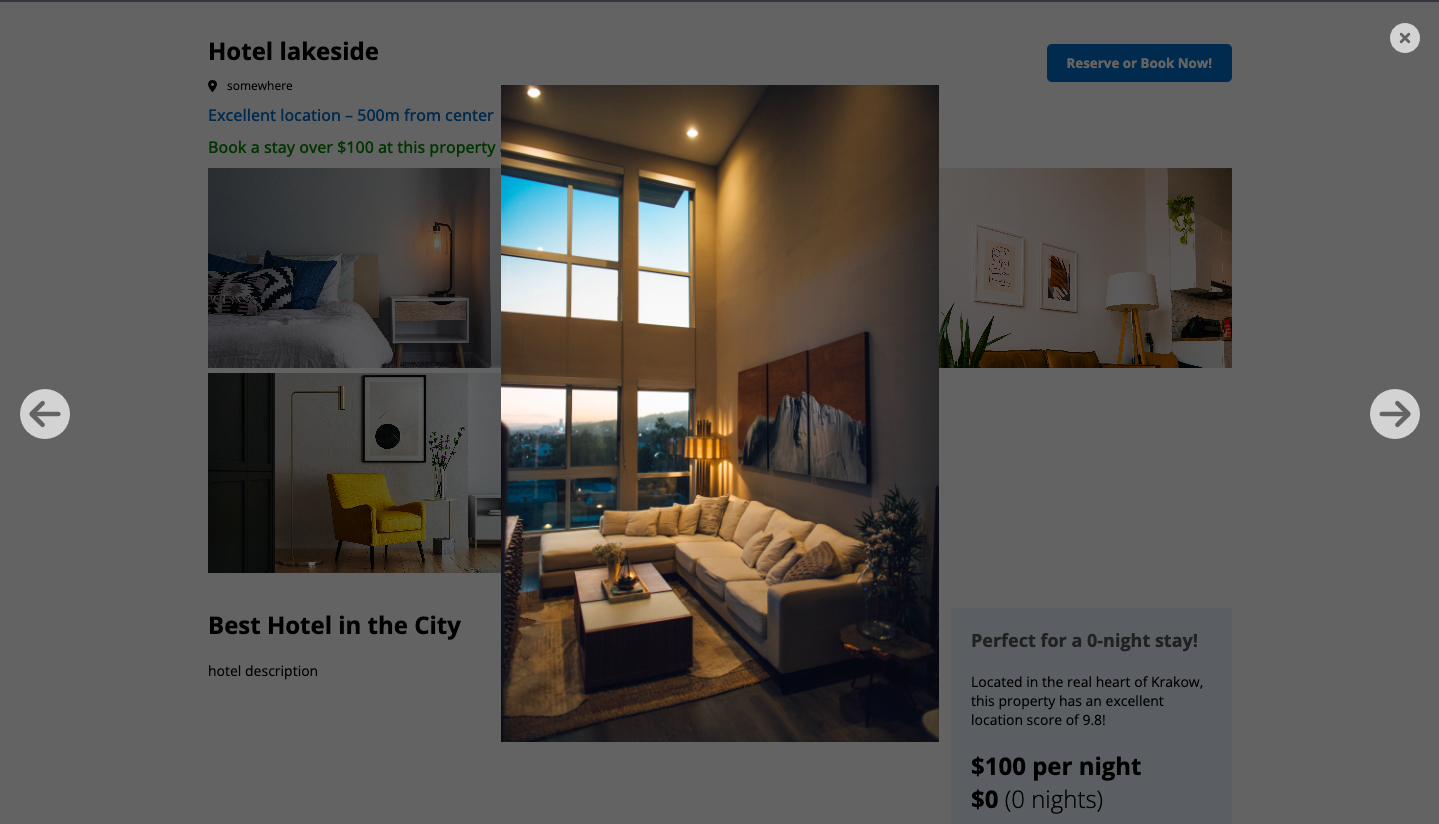 Hotel lakeside
Reserve or Book Now!
somewhere
Excellent location – 500m from center
Book a stay over $100 at this property
Best Hotel in the City
hotel description
Perfect for a 0-night stay!
Located in the real heart of Krakow,
this property has an excellent
location score of 9.8!
$100 per night
$0 (0 nights)